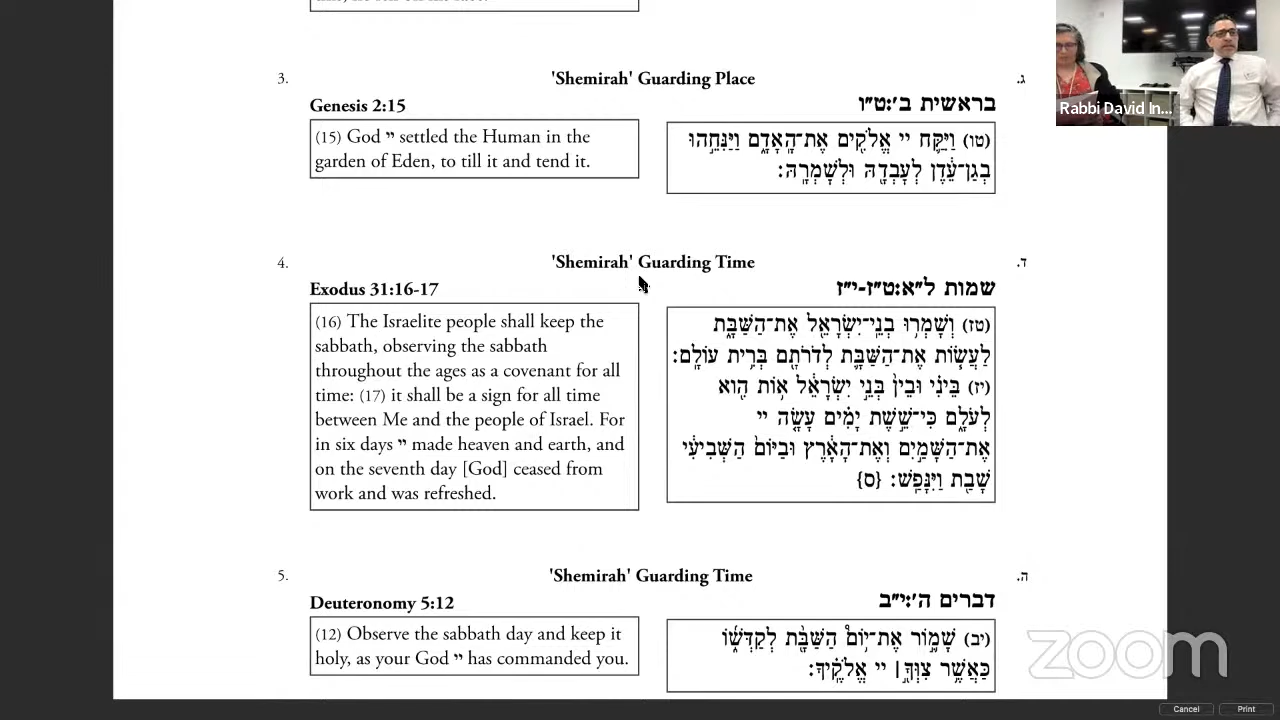 3.
'Shemirah' Guarding Place
ג.
Genesis 2:15
בראשית ב׳:ט״ו
(15) God ײ settled the Human in the
garden of Eden, to till it and tend it.
(טו) וַיִּקַּ֛ח יי אֱלֹקִ֖ים אֶת־הָֽאָדָ֑ם וַיַּנִּחֵ֣הוּ
בְגַן־עֵ֔דֶן לְעׇבְדָ֖הּ וּלְשׇׁמְרָֽהּ׃
4.
'Shemirah' Guarding Time
ד.
Exodus 31:16-17
שמות ל״א:ט״ז-י״ז
(16) The Israelite people shall keep the
sabbath, observing the sabbath
throughout the ages as a covenant for all
time: (17) it shall be a sign for all time
between Me and the people of Israel. For
in six days ײ made heaven and earth, and
on the seventh day [God] ceased from
work and was refreshed.
(טז) וְשָׁמְר֥וּ בְנֵֽי־יִשְׂרָאֵ֖ל אֶת־הַשַּׁבָּ֑ת
לַעֲשׂ֧וֹת אֶת־הַשַּׁבָּ֛ת לְדֹרֹתָ֖ם בְּרִ֥ית עוֹלָֽם׃
(יז) בֵּינִ֗י וּבֵין֙ בְּנֵ֣י יִשְׂרָאֵ֔ל א֥וֹת הִ֖וא
לְעֹלָ֑ם כִּי־שֵׁ֣שֶׁת יָמִ֗ים עָשָׂ֤ה יי
אֶת־הַשָּׁמַ֣יִם וְאֶת־הָאָ֔רֶץ וּבַיּוֹם֙ הַשְּׁבִיעִ֔י
שָׁבַ֖ת וַיִּנָּפַֽשׁ׃ {ס}
5.
'Shemirah' Guarding Time
ה.
Deuteronomy 5:12
דברים ה׳:י״ב
(12) Observe the sabbath day and keep it
holy, as your God ײ has commanded you.
(יב) שָׁמ֛וֹר אֶת־י֥וֹם֩ הַשַּׁבָּ֖ת לְקַדְּשׁ֑וֹ
כַּאֲשֶׁ֥ר צִוְּךָ֖ ׀ יי אֱלֹקֶֽיךָ׃
Rabbi David In...
zoom
Cancel
Print